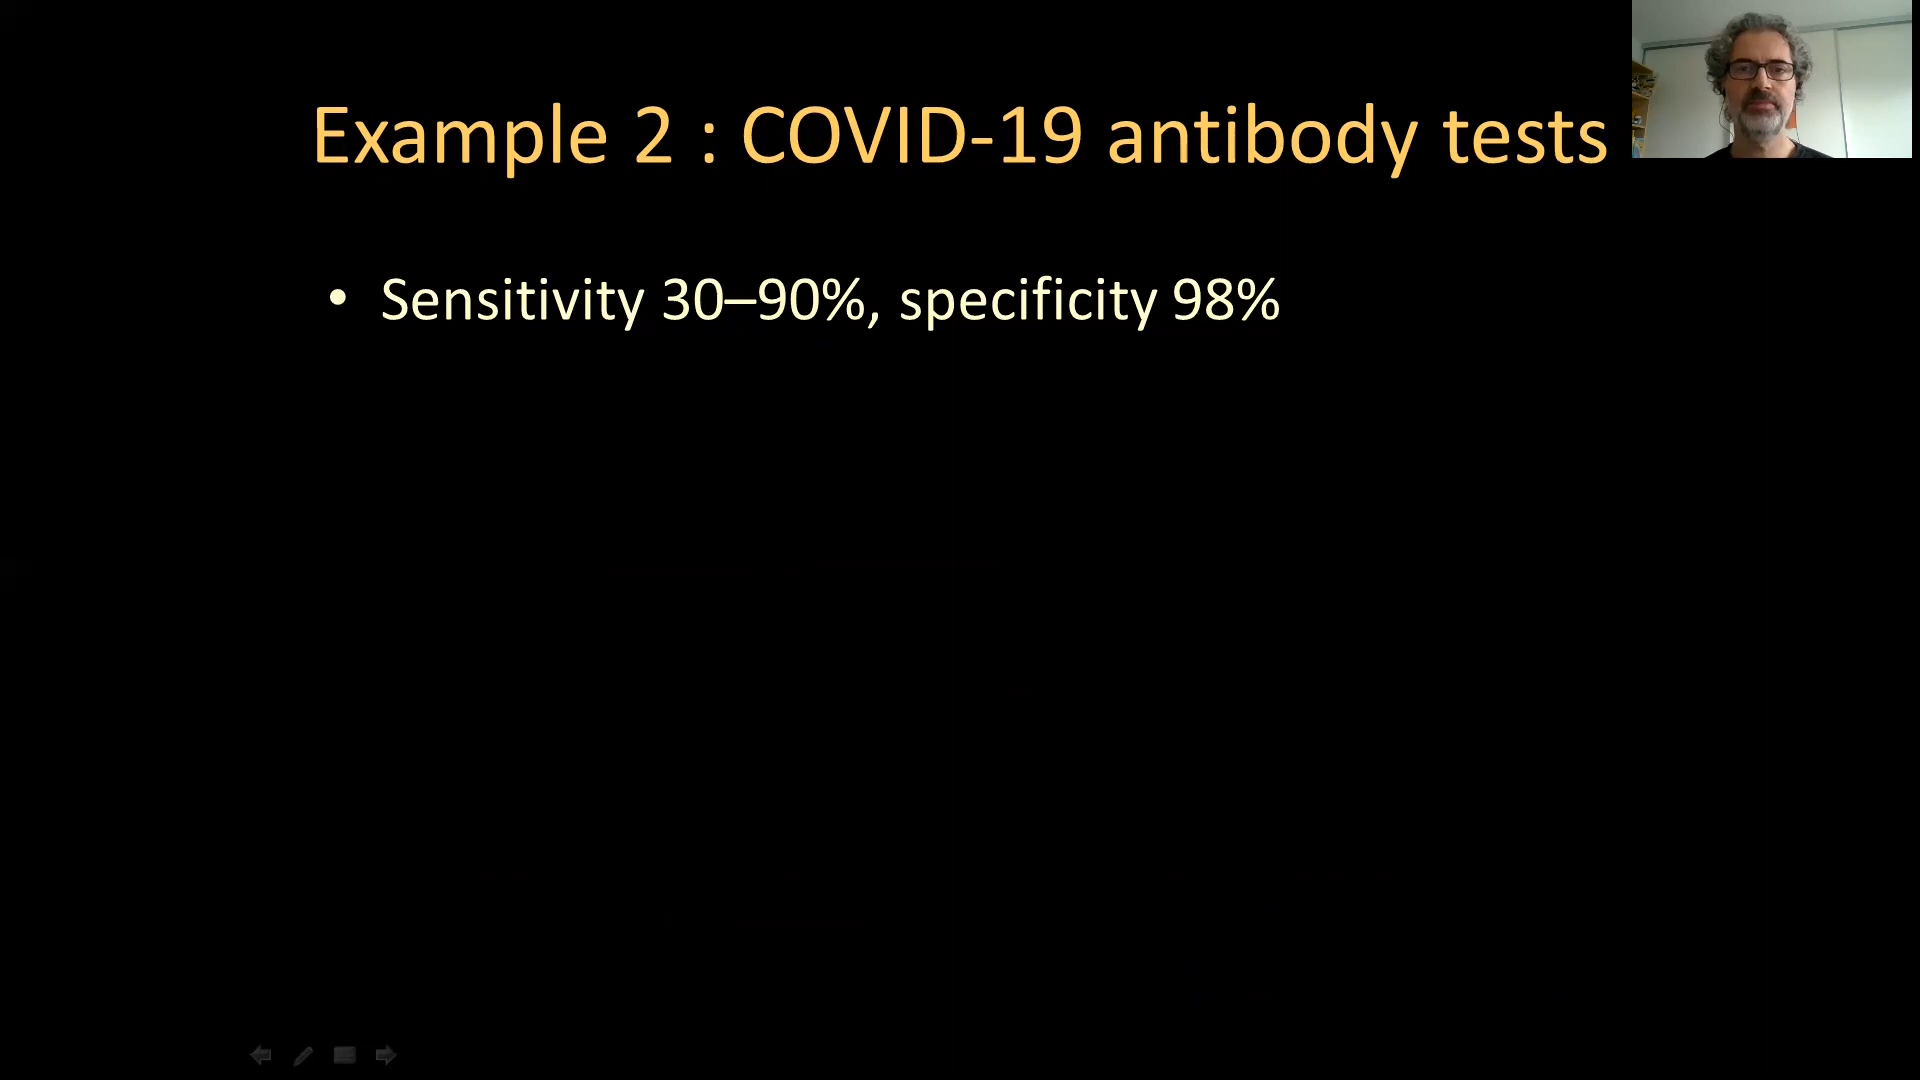 Example 2 : COVID-19 antibody tests
• Sensitivity 30–90%, specificity 98%